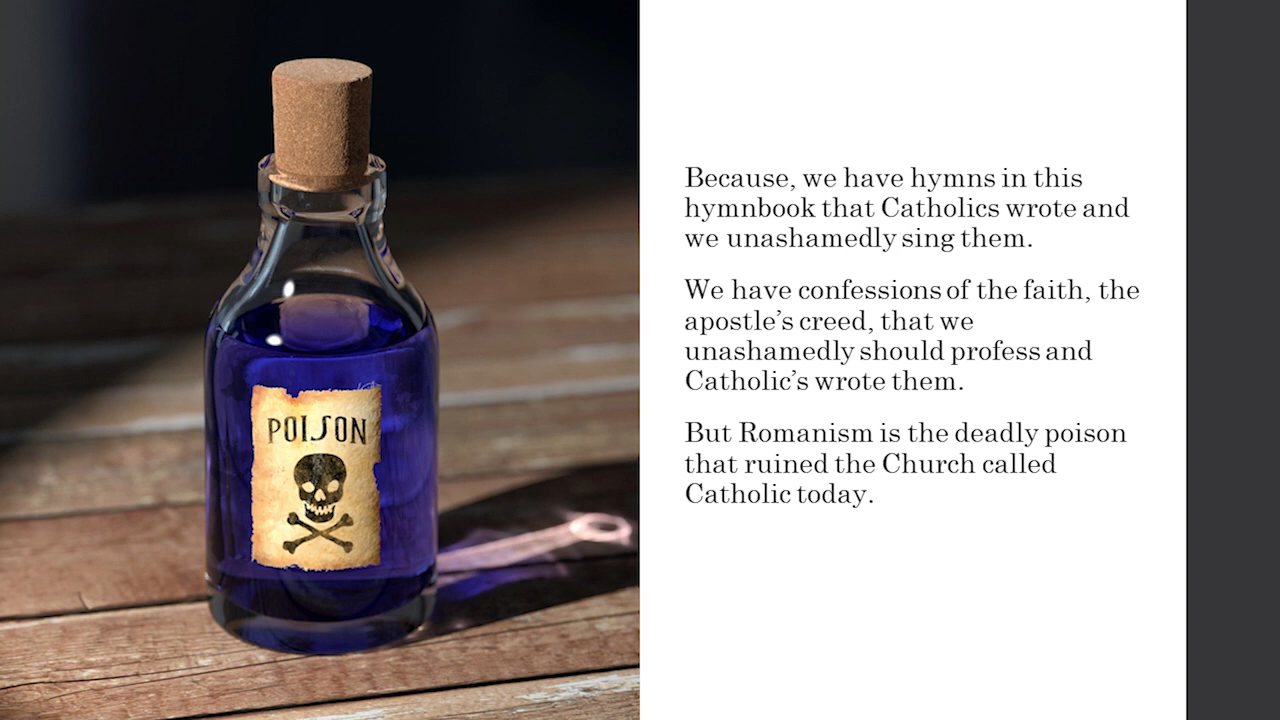 POISON
Because, we have hymns in this
hymnbook that Catholics wrote and
we unashamedly sing them.
We have confessions of the faith, the
apostle's creed, that we
unashamedly should profess and
Catholic's wrote them.
But Romanism is the deadly poison
that ruined the Church called
Catholic today.